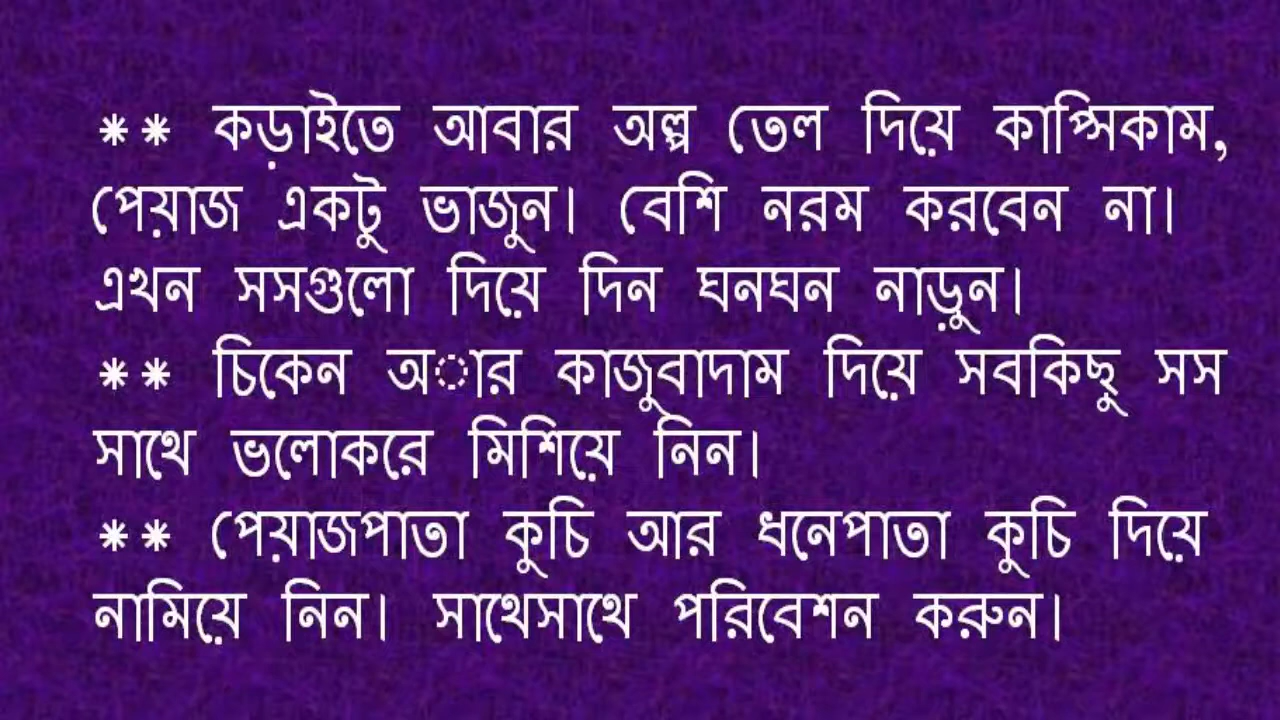 ** কড়াইতে আবার অল্প তেল দিয়ে কাপ্সিকাম,
পেয়াজ একটু ভাজুন। বেশি নরম করবেন না।
এখন সসগুলো দিয়ে দিন ঘনঘন নাড়ুন।
** চিকেন অার কাজুবাদাম দিয়ে সবকিছু সস
সাথে ভলোকরে মিশিয়ে নিন।
** পেয়াজপাতা কুচি আর ধনেপাতা কুচি দিয়ে
নামিয়ে নিন। সাথেসাথে পরিবেশন করুন।